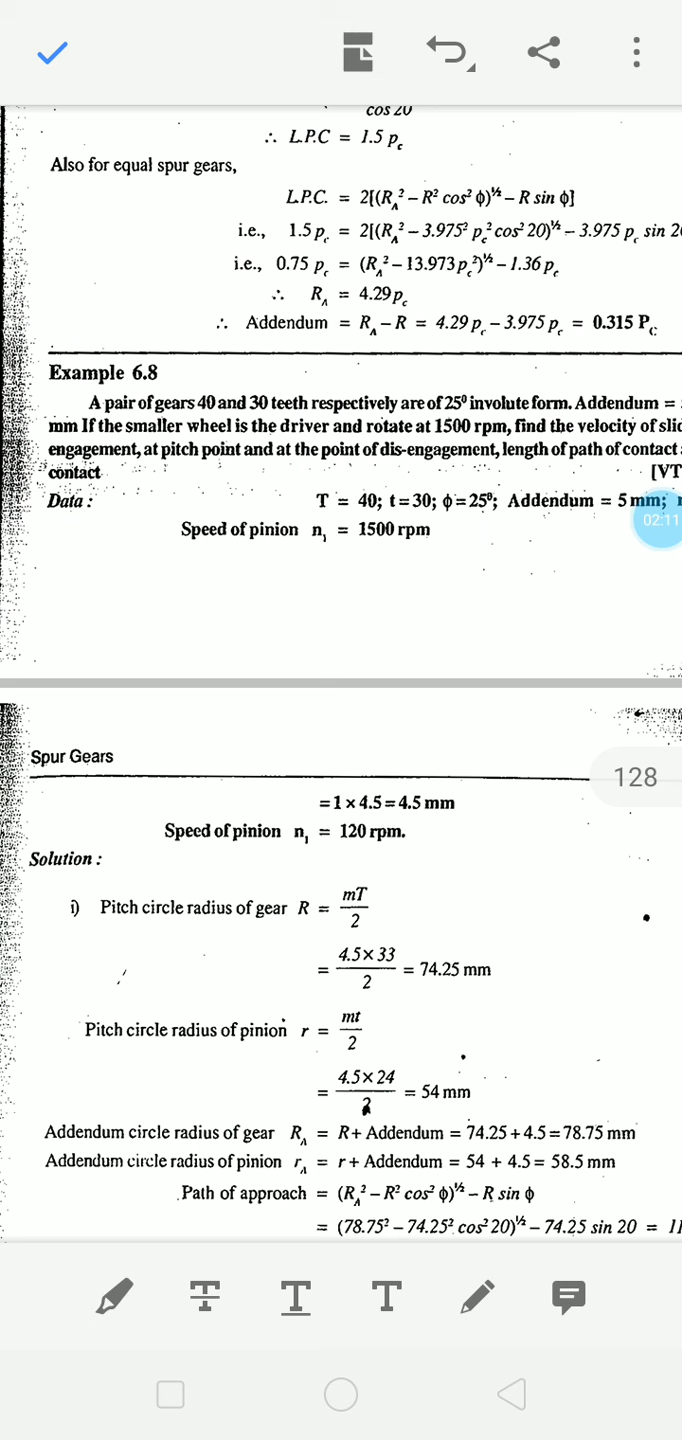 cos 20
∴ L.P.C = 1.5 p_c
Also for equal spur gears,
L.P.C. = 2[(R_A² – R² cos² ϕ)^½ – R sin ϕ]
i.e., 1.5 p_c = 2[(R_A² – 3.975² p_c² cos² 20)^½ – 3.975 p_c sin 2
i.e., 0.75 p_c = (R_A² – 13.973 p_c²)^½ – 1.36 p_c
∴ R_A = 4.29 p_c
∴ Addendum = R_A – R = 4.29 p_c – 3.975 p_c = 0.315 P_C
Example 6.8
A pair of gears 40 and 30 teeth respectively are of 25⁰ involute form. Addendum =
mm If the smaller wheel is the driver and rotate at 1500 rpm, find the velocity of slid
engagement, at pitch point and at the point of dis-engagement, length of path of contact
contact [VT
Data : T = 40; t = 30; ϕ = 25⁰; Addendum = 5 mm;
02:11
Speed of pinion n₁ = 1500 rpm
Spur Gears
128
= 1 × 4.5 = 4.5 mm
Speed of pinion n₁ = 120 rpm.
Solution :
i) Pitch circle radius of gear R = mT / 2
= 4.5 × 33 / 2 = 74.25 mm
Pitch circle radius of pinion r = mt / 2
= 4.5 × 24 / 2 = 54 mm
Addendum circle radius of gear R_A = R + Addendum = 74.25 + 4.5 = 78.75 mm
Addendum circle radius of pinion r_A = r + Addendum = 54 + 4.5 = 58.5 mm
Path of approach = (R_A² – R² cos² ϕ)^½ – R sin ϕ
= (78.75² – 74.25² cos² 20)^½ – 74.25 sin 20 = 11
T
T
T